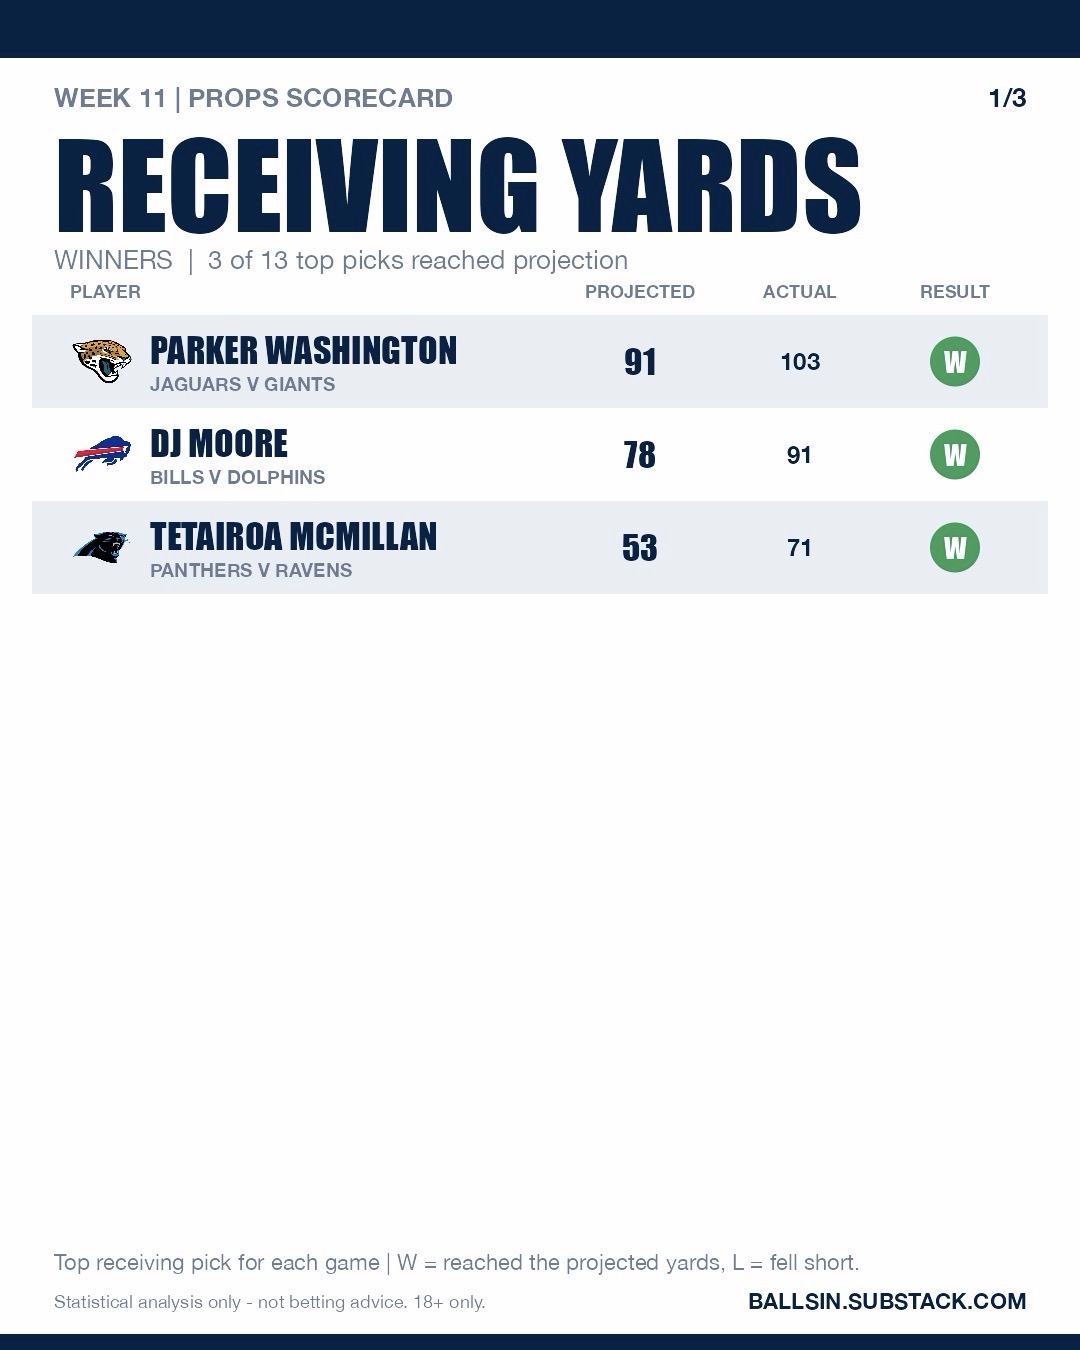 WEEK 11 | PROPS SCORECARD 1/3
RECEIVING YARDS
WINNERS | 3 of 13 top picks reached projection
PLAYER PROJECTED ACTUAL RESULT
PARKER WASHINGTON 91 103 W
JAGUARS V GIANTS
DJ MOORE 78 91 W
BILLS V DOLPHINS
TETAIROA MCMILLAN 53 71 W
PANTHERS V RAVENS
Top receiving pick for each game | W = reached the projected yards, L = fell short.
Statistical analysis only - not betting advice. 18+ only. BALLSIN.SUBSTACK.COM